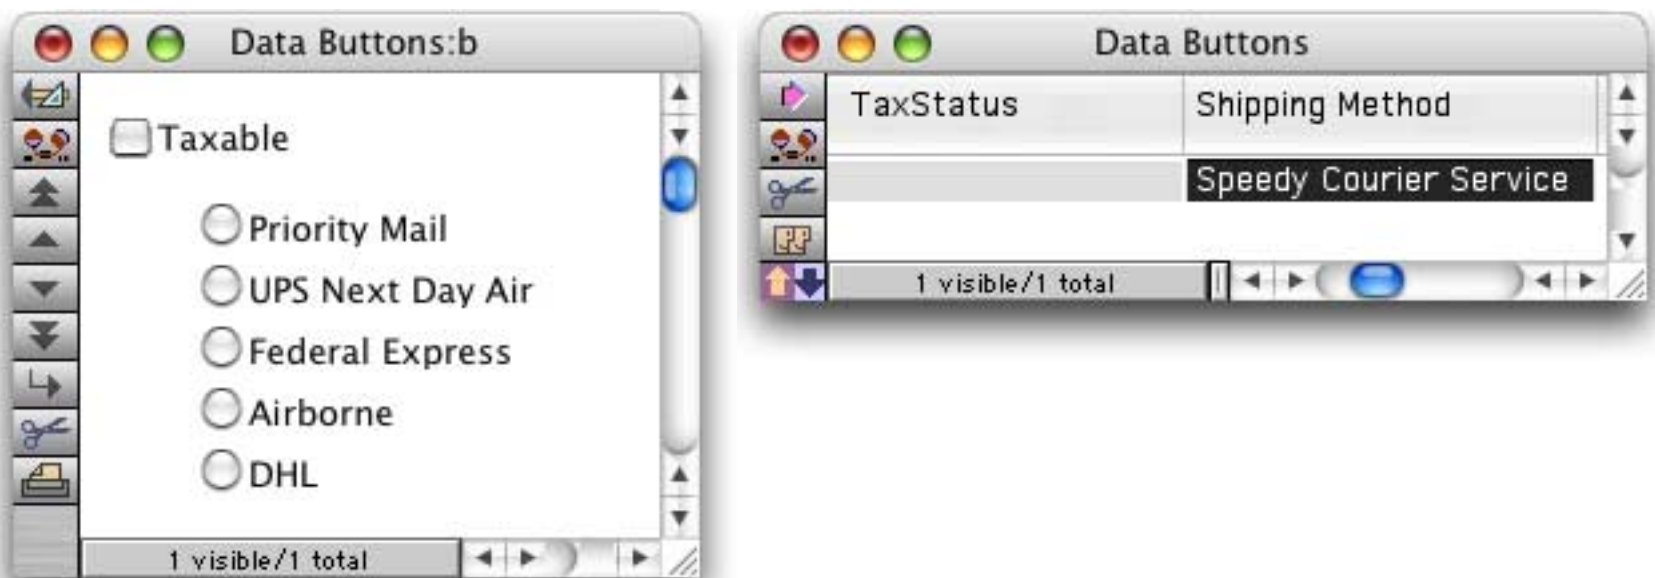 Data Buttons:b
Taxable
Priority Mail
UPS Next Day Air
Federal Express
Airborne
DHL
1 visible/1 total
Data Buttons
TaxStatus Shipping Method
Speedy Courier Service
1 visible/1 total